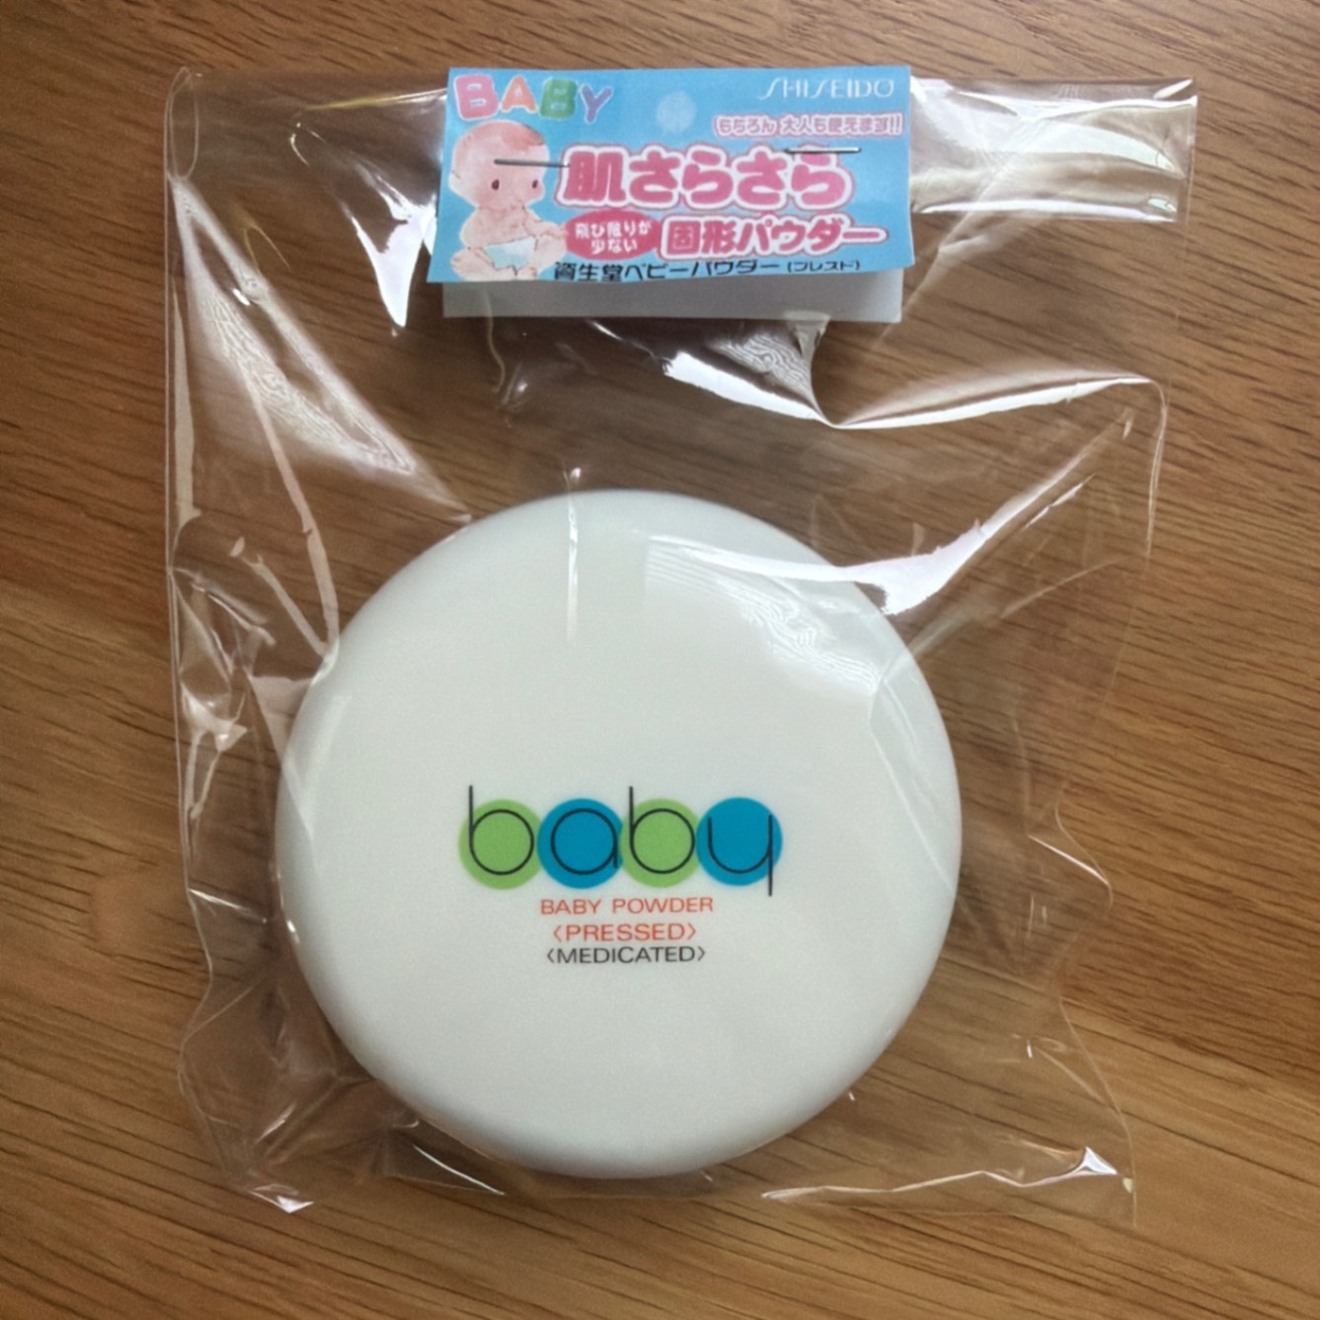 BABY
SHISEIDO
もちろん 大人も使えます!!
肌さらさら
飛び散りが
少ない
固形パウダー
資生堂ベビーパウダー(プレスト)
baby
BABY POWDER
〈PRESSED〉
〈MEDICATED〉